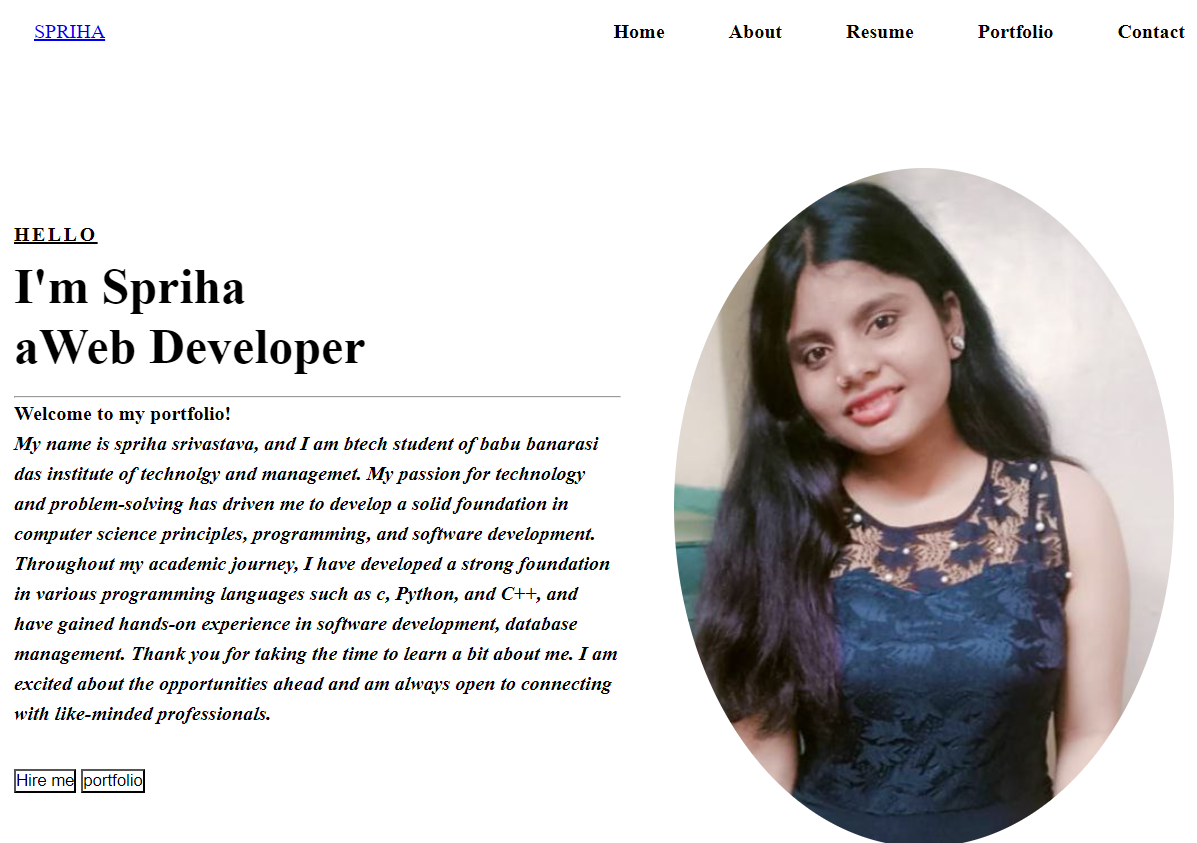 SPRIHA Home About Resume Portfolio Contact
HELLO
I'm Spriha
aWeb Developer
Welcome to my portfolio!
My name is spriha srivastava, and I am btech student of babu banarasi
das institute of technolgy and managemet. My passion for technology
and problem-solving has driven me to develop a solid foundation in
computer science principles, programming, and software development.
Throughout my academic journey, I have developed a strong foundation
in various programming languages such as c, Python, and C++, and
have gained hands-on experience in software development, database
management. Thank you for taking the time to learn a bit about me. I am
excited about the opportunities ahead and am always open to connecting
with like-minded professionals.
Hire me portfolio